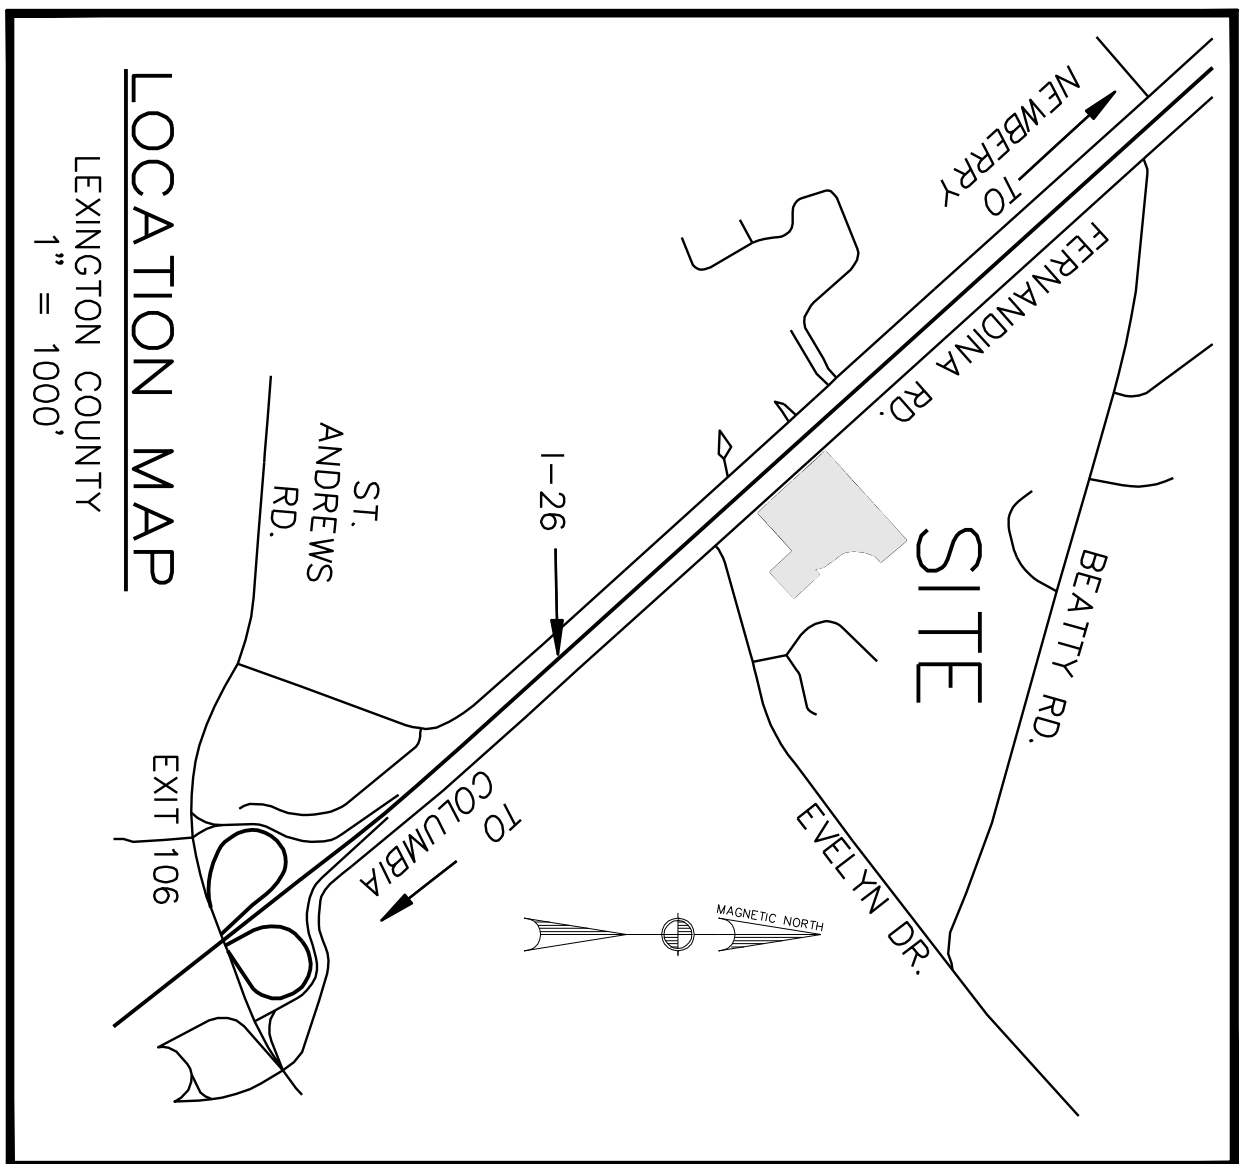 TO
NEWBERRY
FERNANDINA RD.
SITE
BEATTY RD.
I-26
ST.
ANDREWS
RD.
TO
COLUMBIA
EVELYN DR.
MAGNETIC NORTH
EXIT 106
LOCATION MAP
LEXINGTON COUNTY
1" = 1000'